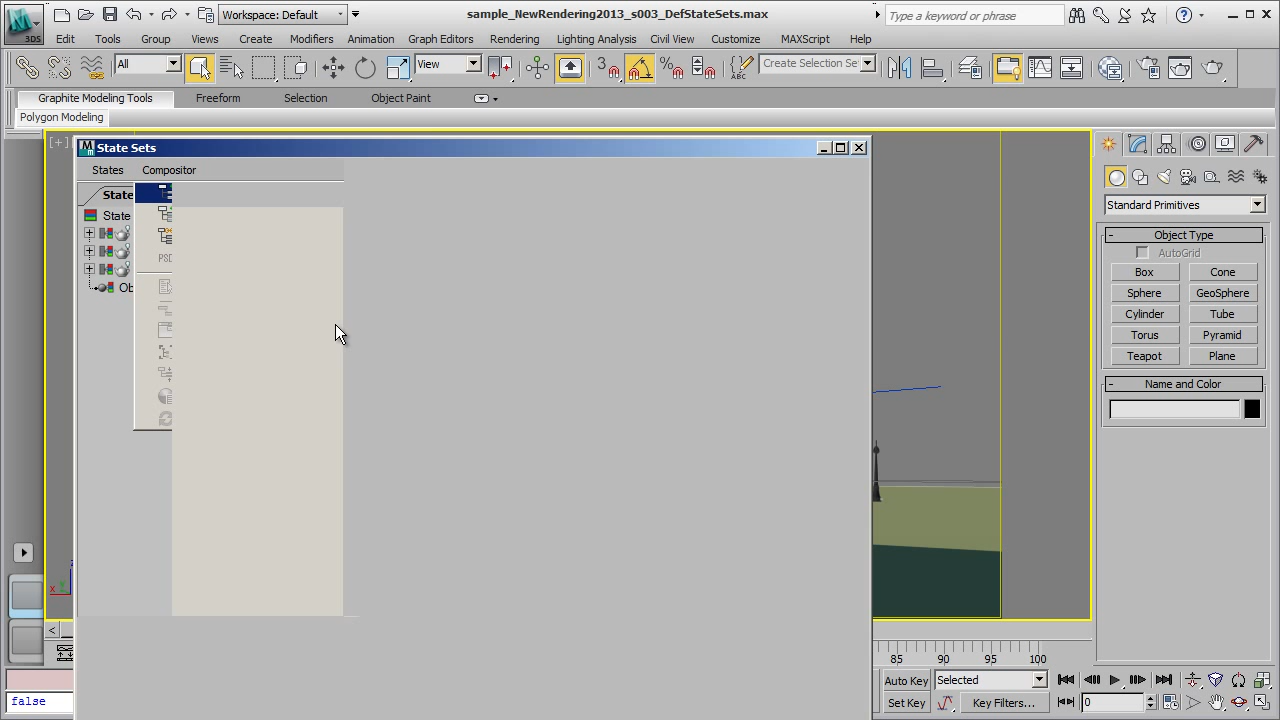 Workspace: Default
sample_NewRendering2013_s003_DefStateSets.max
Type a keyword or phrase
3DS
Edit Tools Group Views Create Modifiers Animation Graph Editors Rendering Lighting Analysis Civil View Customize MAXScript Help
All
View
3
%
ABC
Create Selection Se
Graphite Modeling Tools Freeform Selection Object Paint
Polygon Modeling
[+]
State Sets
States Compositor
State
State
PSD
Ob
Standard Primitives
- Object Type
AutoGrid
Box Cone
Sphere GeoSphere
Cylinder Tube
Torus Pyramid
Teapot Plane
- Name and Color
x y z
<
85 90 95 100
Auto Key Selected
false
Set Key Key Filters... 0